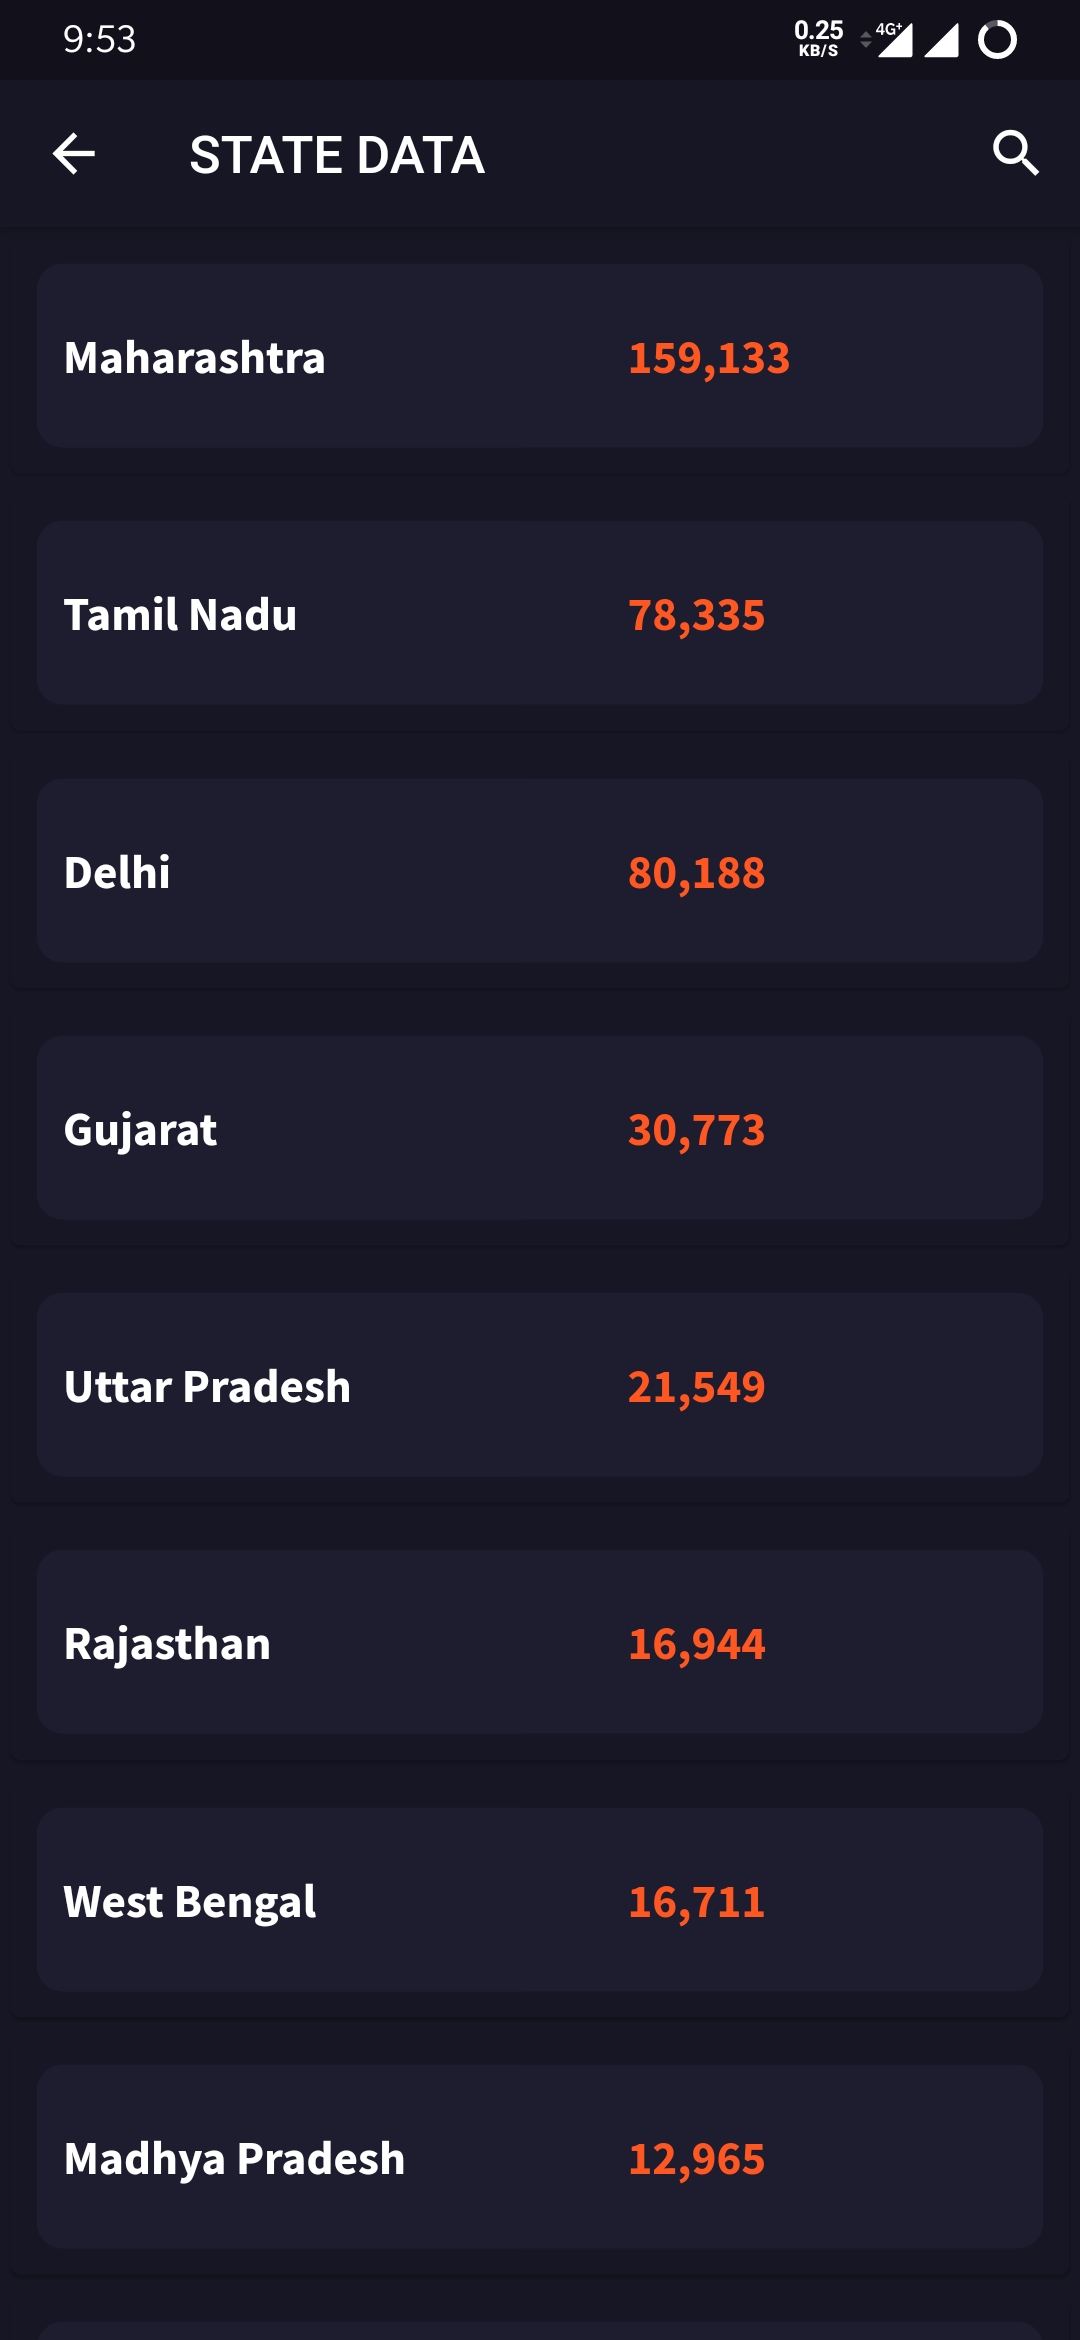 9:53
0.25
KB/S
4G+
STATE DATA
Maharashtra 159,133
Tamil Nadu 78,335
Delhi 80,188
Gujarat 30,773
Uttar Pradesh 21,549
Rajasthan 16,944
West Bengal 16,711
Madhya Pradesh 12,965